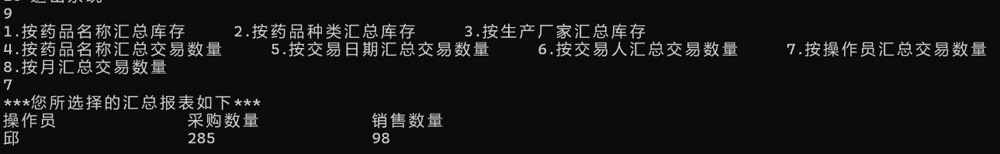 9
1.按药品名称汇总库存 2.按药品种类汇总库存 3.按生产厂家汇总库存
4.按药品名称汇总交易数量 5.按交易日期汇总交易数量 6.按交易人汇总交易数量 7.按操作员汇总交易数量
8.按月汇总交易数量
7
***您所选择的汇总报表如下***
操作员 采购数量 销售数量
邱 285 98